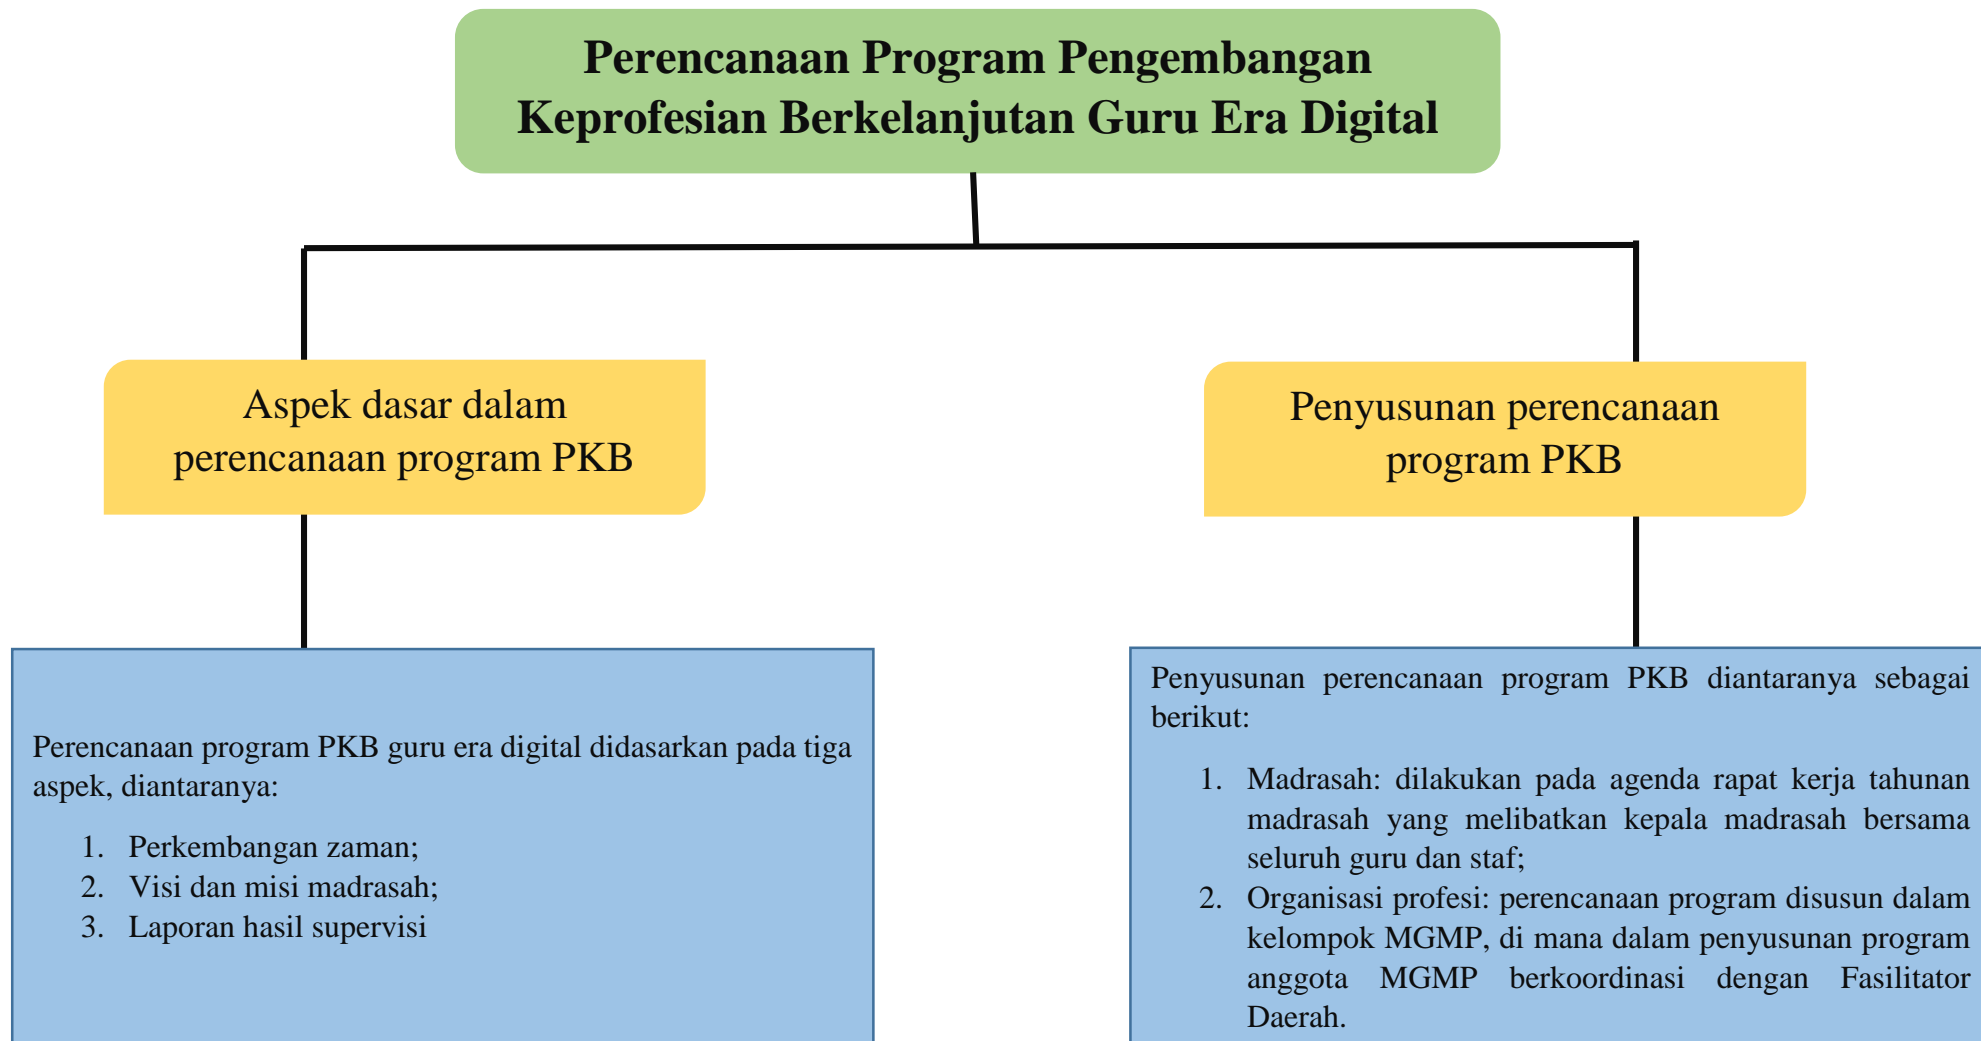 Perencanaan Program Pengembangan
Keprofesian Berkelanjutan Guru Era Digital
Aspek dasar dalam
perencanaan program PKB
Penyusunan perencanaan
program PKB
Perencanaan program PKB guru era digital didasarkan pada tiga
aspek, diantaranya:
1. Perkembangan zaman;
2. Visi dan misi madrasah;
3. Laporan hasil supervisi
Penyusunan perencanaan program PKB diantaranya sebagai
berikut:
1. Madrasah: dilakukan pada agenda rapat kerja tahunan
madrasah yang melibatkan kepala madrasah bersama
seluruh guru dan staf;
2. Organisasi profesi: perencanaan program disusun dalam
kelompok MGMP, di mana dalam penyusunan program
anggota MGMP berkoordinasi dengan Fasilitator
Daerah.